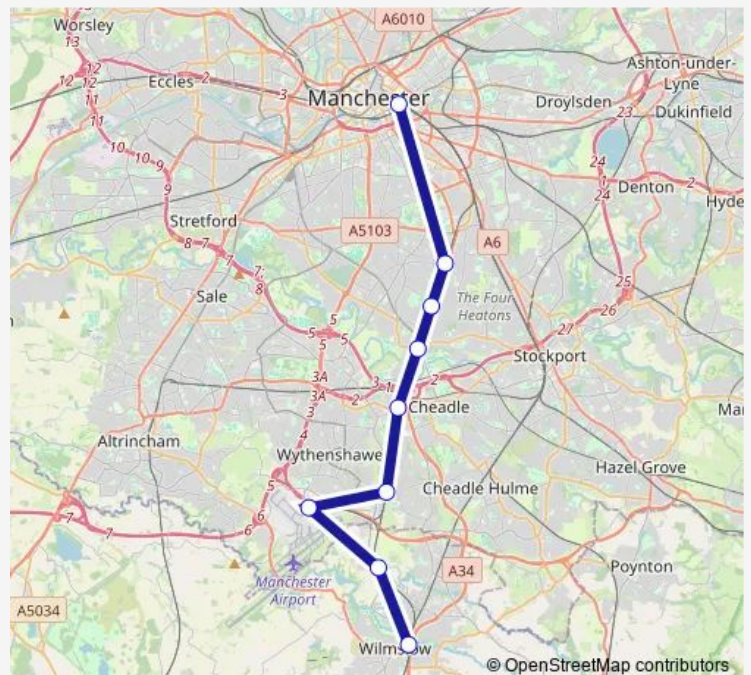 A6010
Worsley
13
12
12
12
11
11
Eccles
2
3
Manchester
Ashton-under-
Lyne
Droylsden
23
Dukinfield
10
10
9
9
24
1
24
Denton
2
Hyde
Stretford
A5103
A6
8
7
7
7
8
Sale
The Four
Heatons
25
26
27
5
5
5
5
Stockport
3A
3A
3
3
2
1
2
Cheadle
4
Altrincham
Wythenshawe
Hazel Grove
5
6
6
7
7
Cheadle Hulme
Manchester
Airport
A34
Poynton
A5034
Wilmslow
© OpenStreetMap contributors